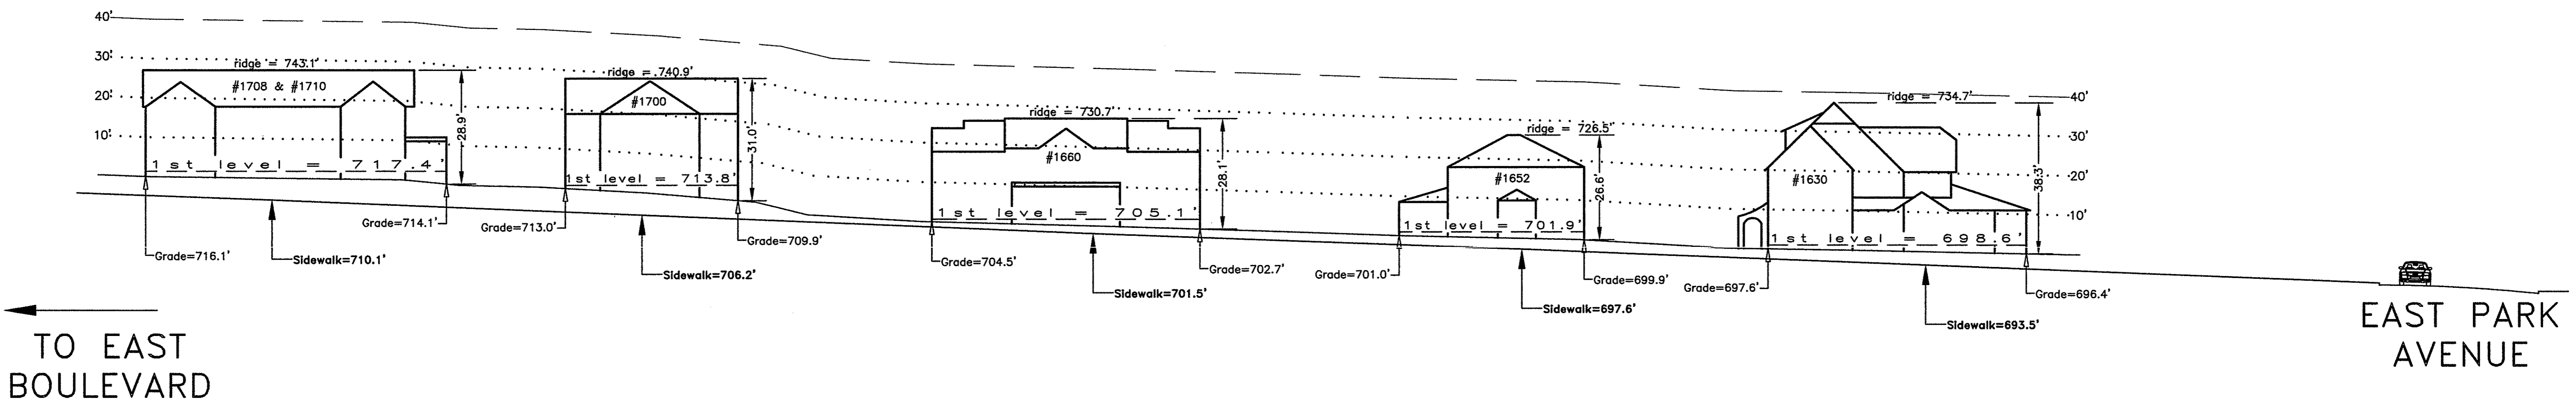 40'
30'
20'
10'
ridge = 743.1'
#1708 & #1710
28.9'
1st level = 717.4'
Grade=716.1'
Sidewalk=710.1'
Grade=714.1'
ridge = 740.9'
#1700
31.0'
1st level = 713.8'
Grade=713.0'
Sidewalk=706.2'
Grade=709.9'
ridge = 730.7'
#1660
28.1'
1st level = 705.1'
Grade=704.5'
Sidewalk=701.5'
Grade=702.7'
ridge = 726.5'
#1652
26.6'
1st level = 701.9'
Grade=701.0'
Sidewalk=697.6'
Grade=699.9'
ridge = 734.7'
#1630
38.3'
1st level = 698.6'
Grade=697.6'
Sidewalk=693.5'
Grade=696.4'
40'
30'
20'
10'
TO EAST
BOULEVARD
EAST PARK
AVENUE